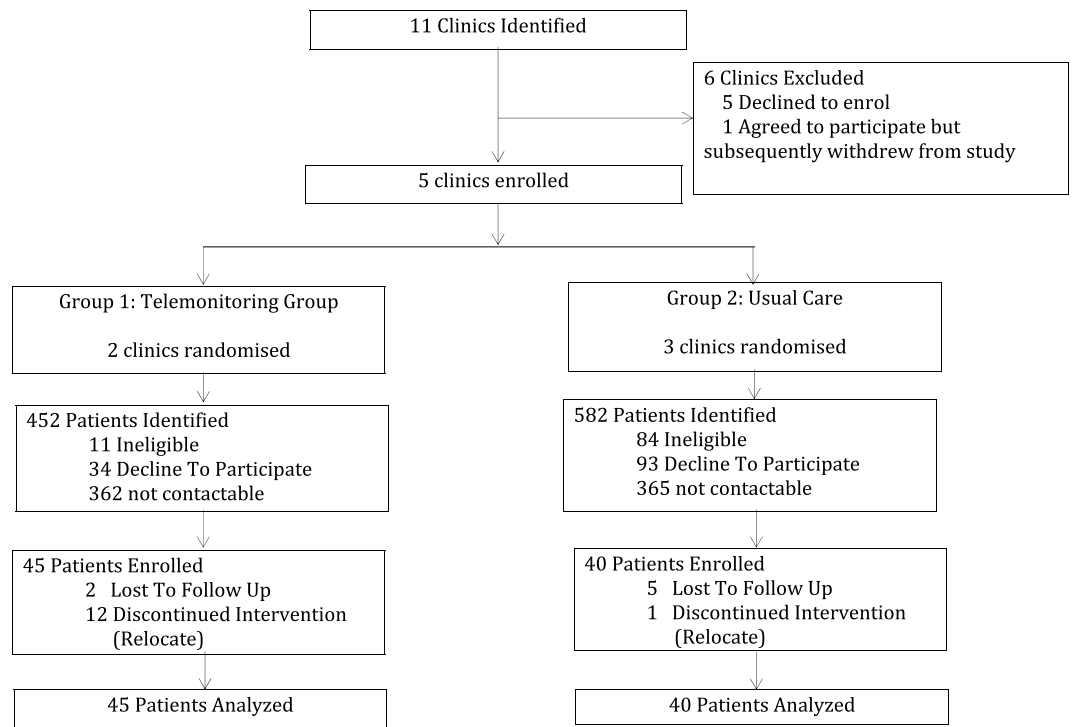 11 Clinics Identified
6 Clinics Excluded
5 Declined to enrol
1 Agreed to participate but
subsequently withdrew from study
5 clinics enrolled
Group 1: Telemonitoring Group
2 clinics randomised
Group 2: Usual Care
3 clinics randomised
452 Patients Identified
11 Ineligible
34 Decline To Participate
362 not contactable
582 Patients Identified
84 Ineligible
93 Decline To Participate
365 not contactable
45 Patients Enrolled
2 Lost To Follow Up
12 Discontinued Intervention
(Relocate)
40 Patients Enrolled
5 Lost To Follow Up
1 Discontinued Intervention
(Relocate)
45 Patients Analyzed
40 Patients Analyzed